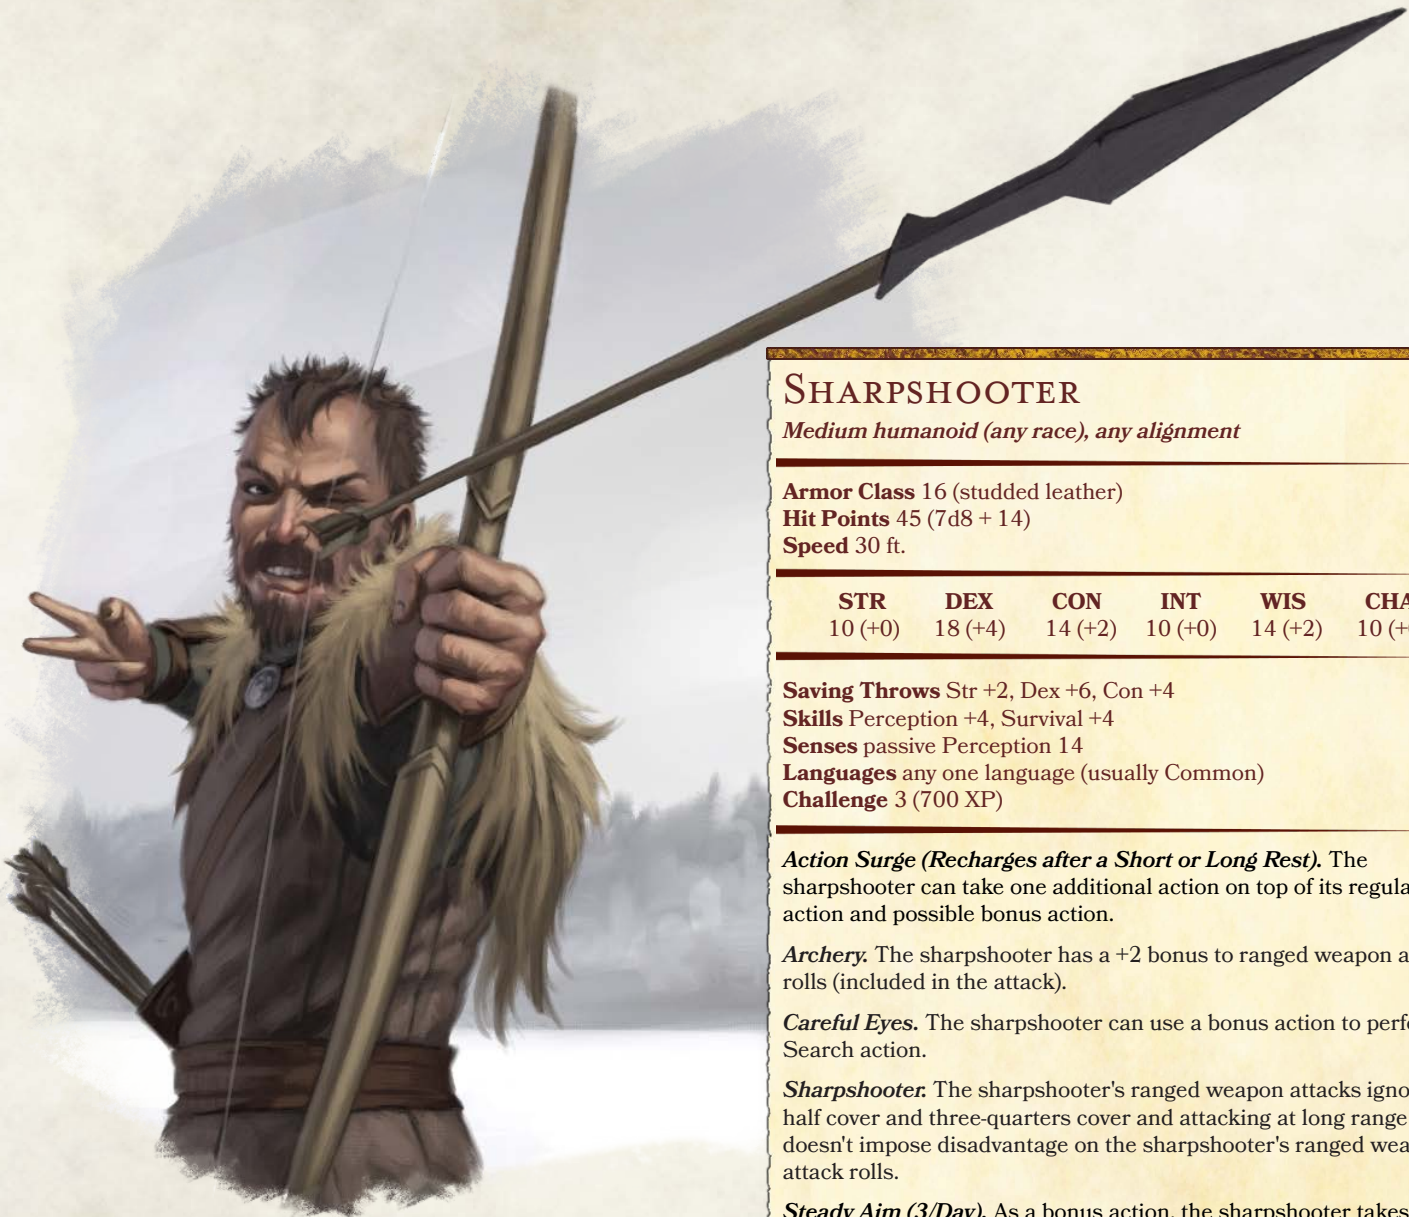 SHARPSHOOTER
Medium humanoid (any race), any alignment
Armor Class 16 (studded leather)
Hit Points 45 (7d8 + 14)
Speed 30 ft.
STR DEX CON INT WIS CHA
10 (+0) 18 (+4) 14 (+2) 10 (+0) 14 (+2) 10
Saving Throws Str +2, Dex +6, Con +4
Skills Perception +4, Survival +4
Senses passive Perception 14
Languages any one language (usually Common)
Challenge 3 (700 XP)
Action Surge (Recharges after a Short or Long Rest). The
sharpshooter can take one additional action on top of its
action and possible bonus action.
Archery. The sharpshooter has a +2 bonus to ranged weapon
rolls (included in the attack).
Careful Eyes. The sharpshooter can use a bonus action to
Search action.
Sharpshooter. The sharpshooter's ranged weapon attacks
half cover and three-quarters cover and attacking at long range
doesn't impose disadvantage on the sharpshooter's ranged
attack rolls.
Steady Aim (3/Day). As a bonus action, the sharpshooter takes